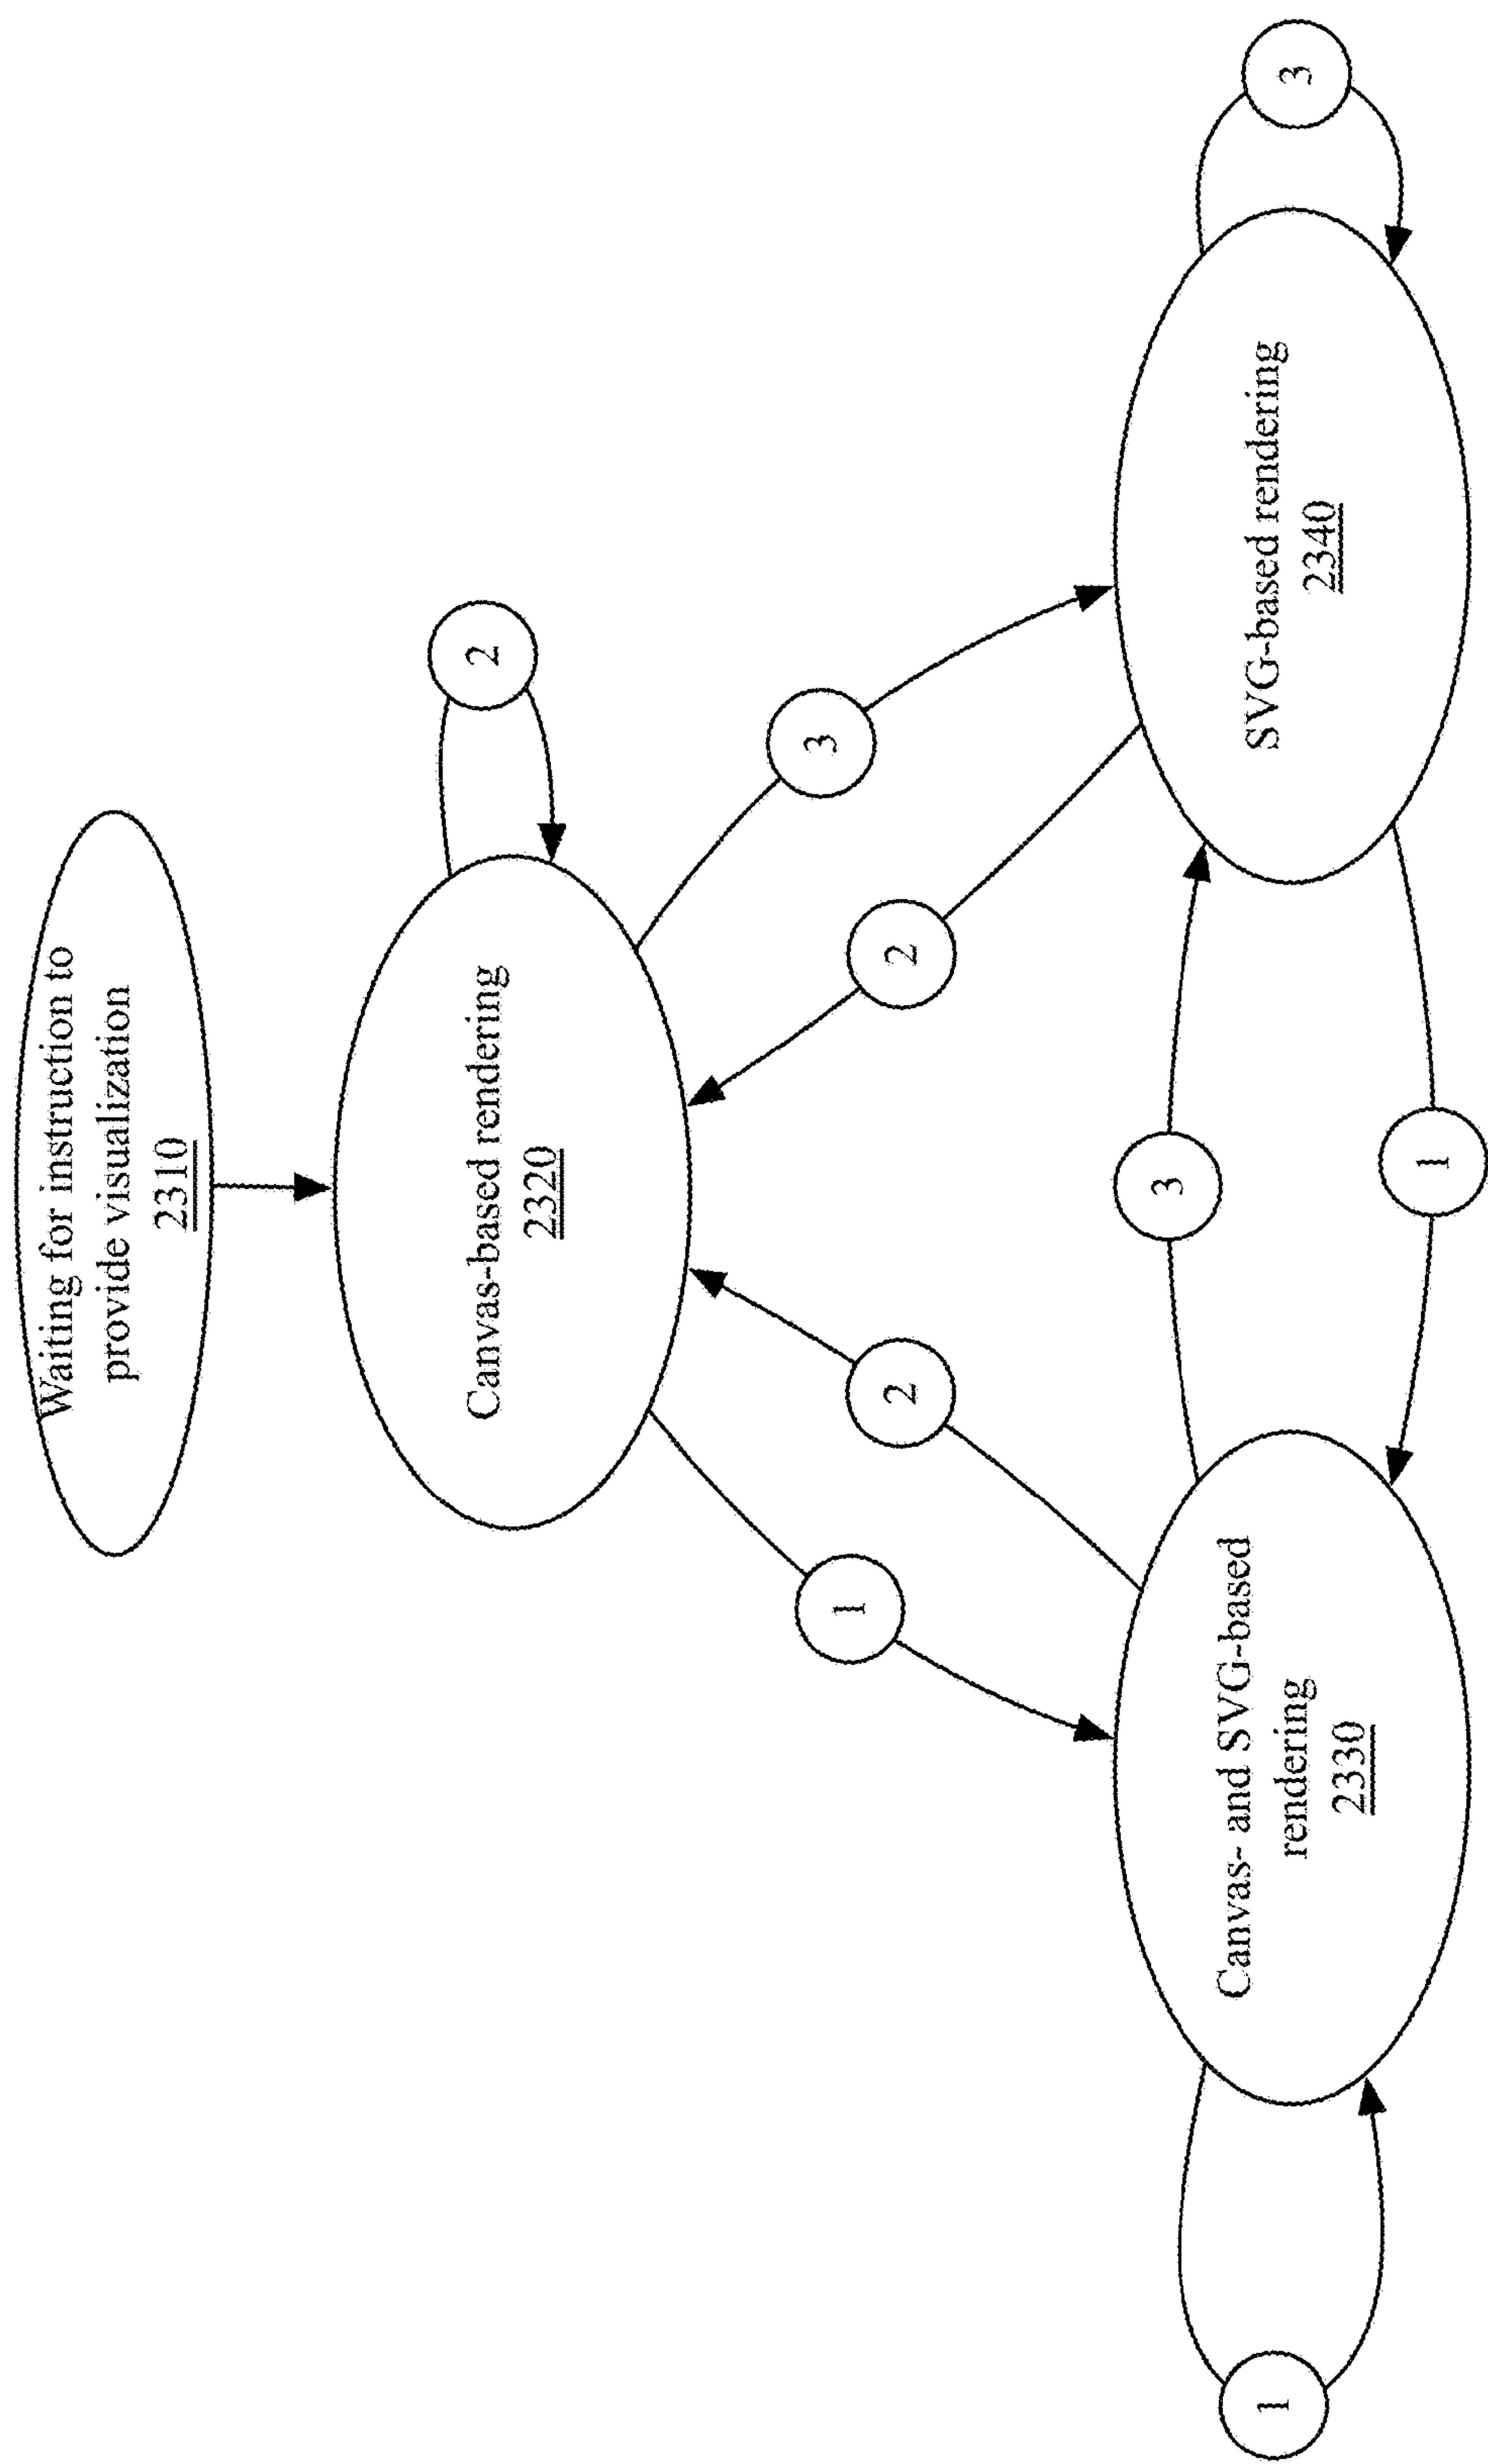 Waiting for instruction to
provide visualization
2310
Canvas-based rendering
2320
2
1
2
2
3
Canvas- and SVG-based
rendering
2330
1
3
1
SVG-based rendering
2340
3